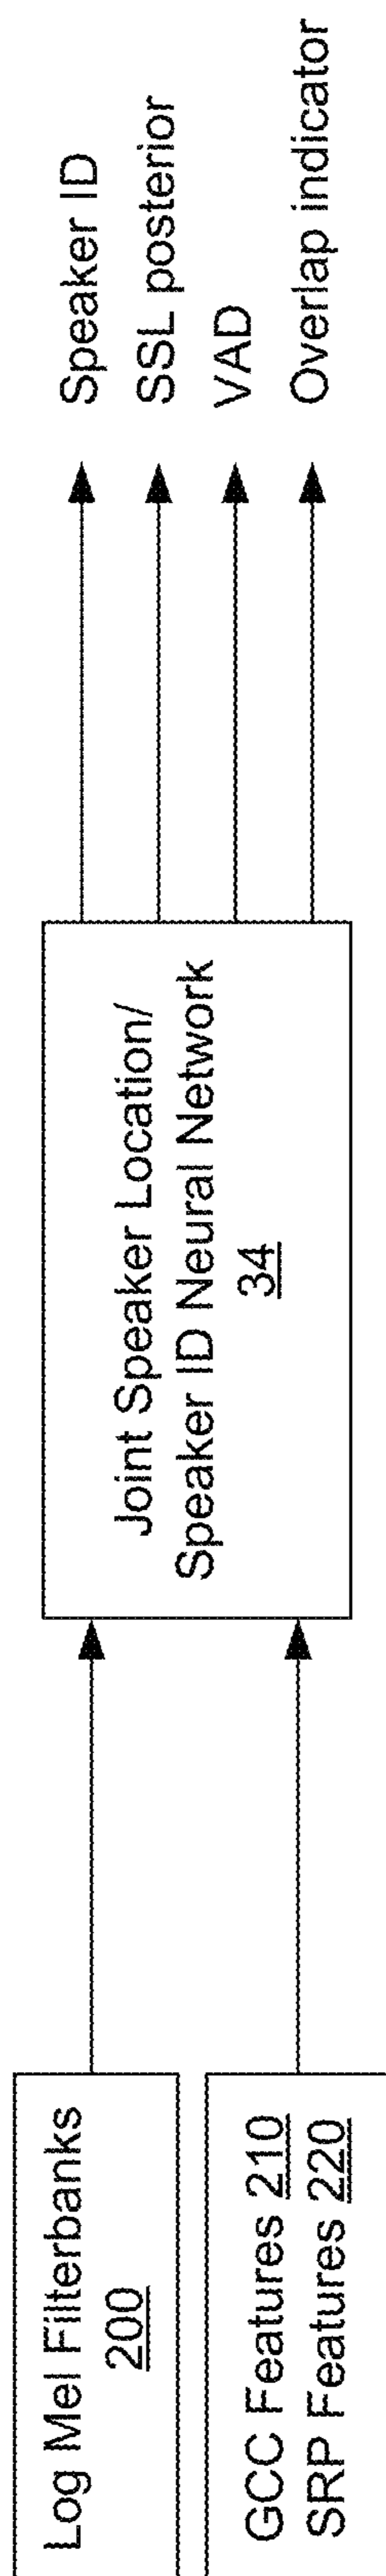 Log Mel Filterbanks
200
GCC Features 210
SRP Features 220
Joint Speaker Location/
Speaker ID Neural Network
34
Speaker ID
SSL posterior
VAD
Overlap indicator